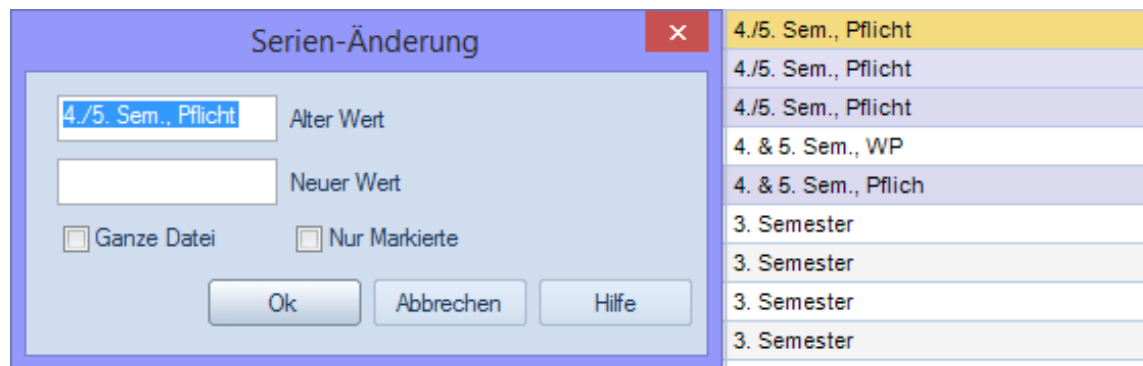 Serien-Änderung
4./5. Sem., Pflicht
Alter Wert
Neuer Wert
Ganze Datei
Nur Markierte
Ok
Abbrechen
Hilfe
4./5. Sem., Pflicht
4./5. Sem., Pflicht
4./5. Sem., Pflicht
4. & 5. Sem., WP
4. & 5. Sem., Pflich
3. Semester
3. Semester
3. Semester
3. Semester